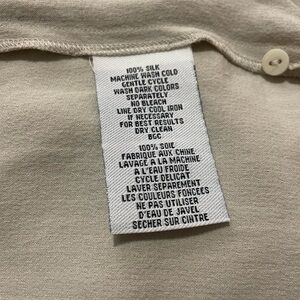 100% SILK
MACHINE WASH COLD
GENTLE CYCLE
WASH DARK COLORS
SEPARATELY
NO BLEACH
LINE DRY COOL IRON
IF NECESSARY
FOR BEST RESULTS
DRY CLEAN
BGC
100% SOIE
FABRIQUE AUX CHINE
LAVAGE A LA MACHINE
A L'EAU FROIDE
CYCLE DELICAT
LAVER SEPAREMENT
LES COULEURS FONCEES
NE PAS UTILISER
D'EAU DE JAVEL
SECHER SUR CINTRE